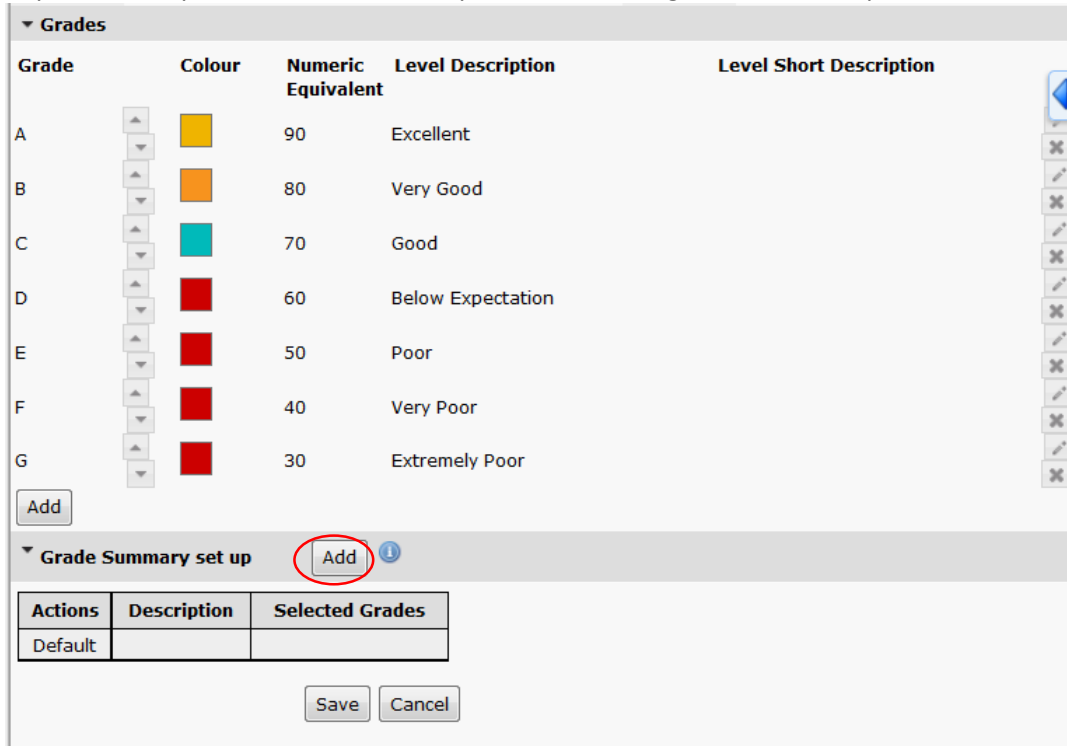 Grades
Grade Colour Numeric Equivalent Level Description Level Short Description
A 90 Excellent
B 80 Very Good
C 70 Good
D 60 Below Expectation
E 50 Poor
F 40 Very Poor
G 30 Extremely Poor
Add
Grade Summary set up Add
Actions Description Selected Grades
Default
Save Cancel